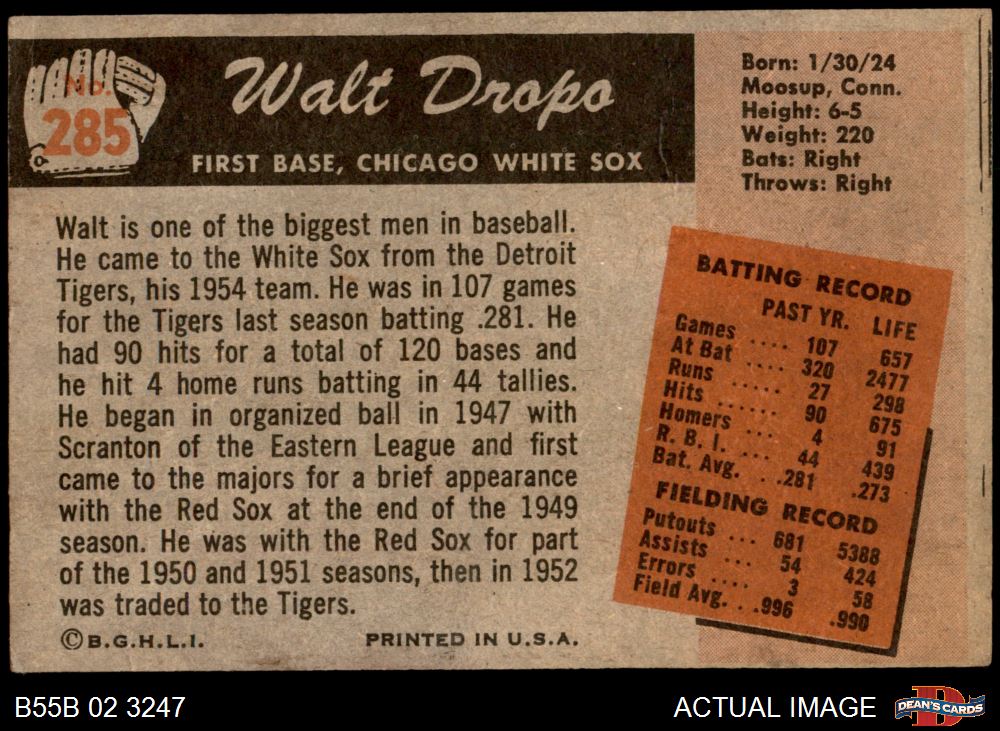 No.
285
Walt Dropo
FIRST BASE, CHICAGO WHITE SOX
Born: 1/30/24
Moosup, Conn.
Height: 6-5
Weight: 220
Bats: Right
Throws: Right
Walt is one of the biggest men in baseball.
He came to the White Sox from the Detroit
Tigers, his 1954 team. He was in 107 games
for the Tigers last season batting .281. He
had 90 hits for a total of 120 bases and
he hit 4 home runs batting in 44 tallies.
He began in organized ball in 1947 with
Scranton of the Eastern League and first
came to the majors for a brief appearance
with the Red Sox at the end of the 1949
season. He was with the Red Sox for part
of the 1950 and 1951 seasons, then in 1952
was traded to the Tigers.
©B.G.H.L.I. PRINTED IN U.S.A.
BATTING RECORD
PAST YR. LIFE
Games .... 107 657
At Bat .... 320 2477
Runs ..... 27 298
Hits ...... 90 675
Homers ... 4 91
R. B. I. ... 44 439
Bat. Avg. . .281 .273
FIELDING RECORD
Putouts ... 681 5388
Assists ... 54 424
Errors .... 3 58
Field Avg. . .996 .990
B55B 02 3247
ACTUAL IMAGE
DEAN'S CARDS